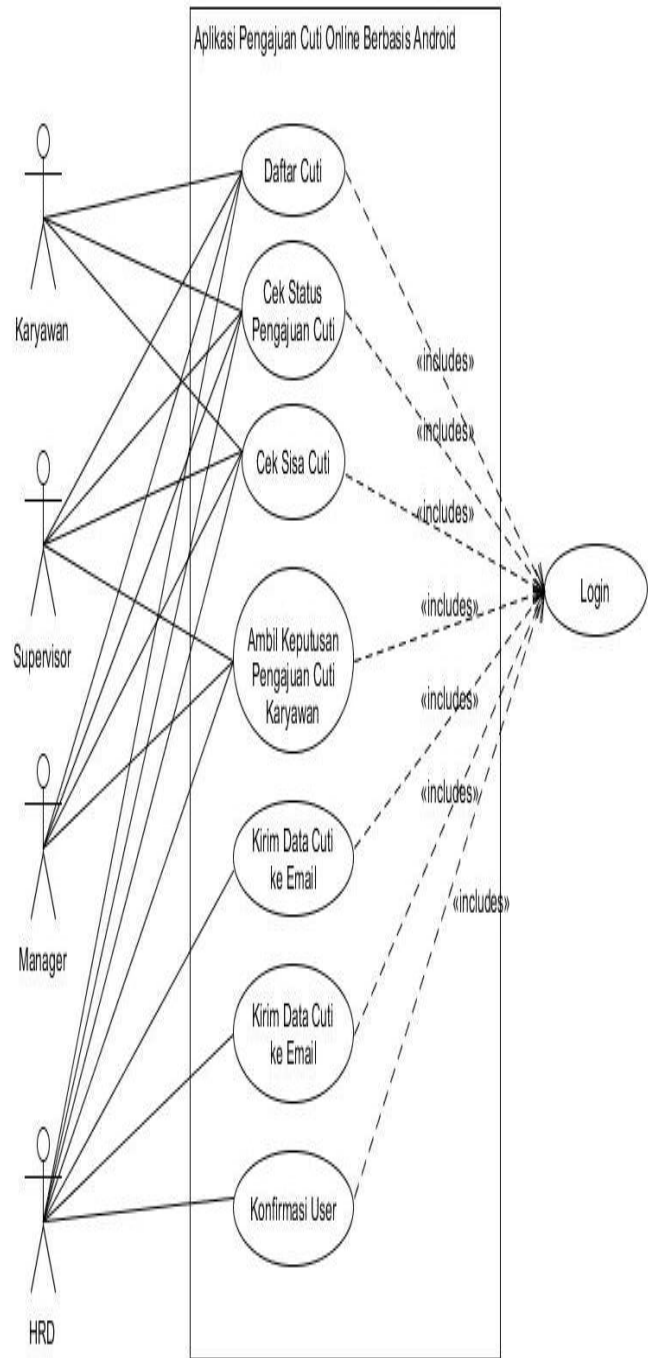 Aplikasi Pengajuan Cuti Online Berbasis Android
Daftar Cuti
Karyawan
Cek Status
Pengajuan Cuti
«includes»
«includes»
Cek Sisa Cuti
«includes»
Supervisor
Ambil Keputusan
Pengajuan Cuti
Karyawan
«includes»
Login
«includes»
Manager
Kirim Data Cuti
ke Email
«includes»
«includes»
Kirim Data Cuti
ke Email
Konfirmasi User
HRD